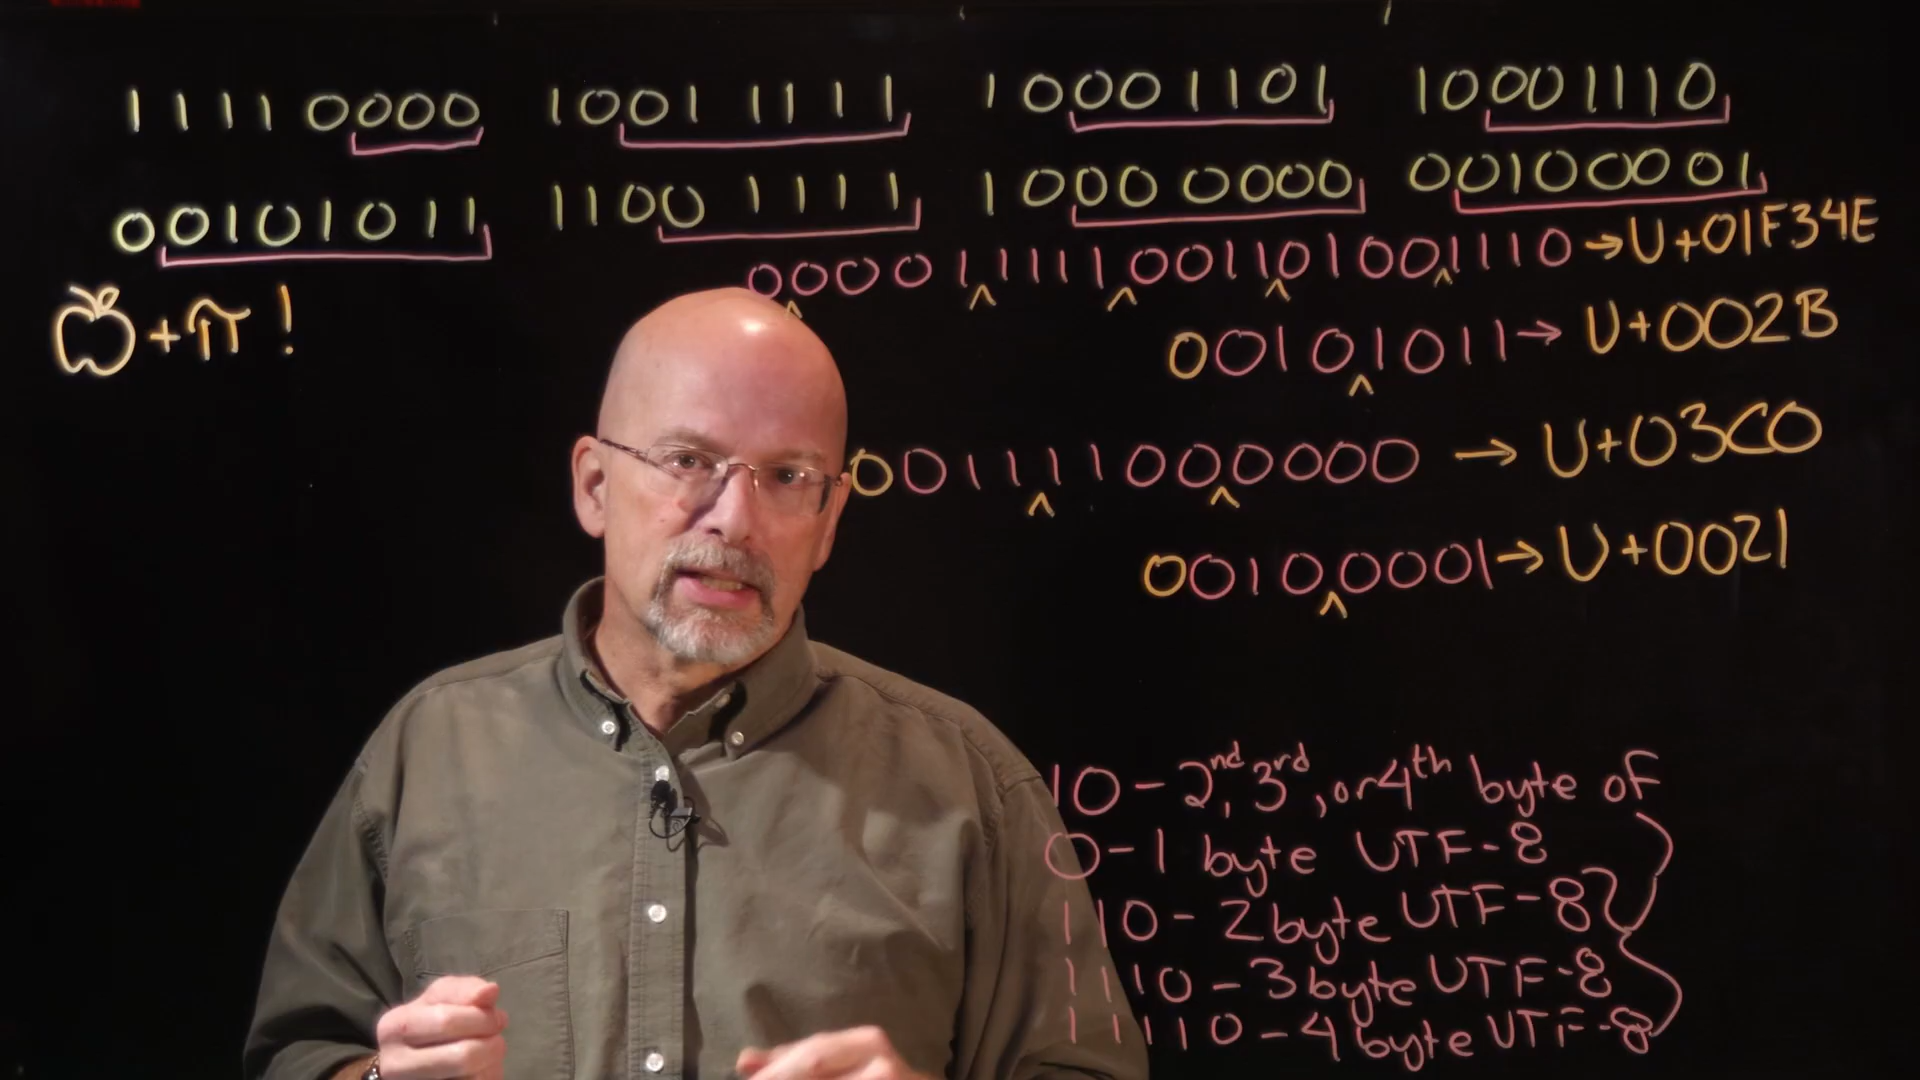 11110000 10011111 10001101 10001110
00101011 11001111 10000000 00100001
000011111001101001110→U+01F34E
+π!
00101011→U+002B
001111000000→U+03C0
00100001→U+0021
10-2nd, 3rd, or 4th byte of
0-1 byte UTF-8
110-2 byte UTF-8
1110-3 byte UTF-8
11110-4 byte UTF-8